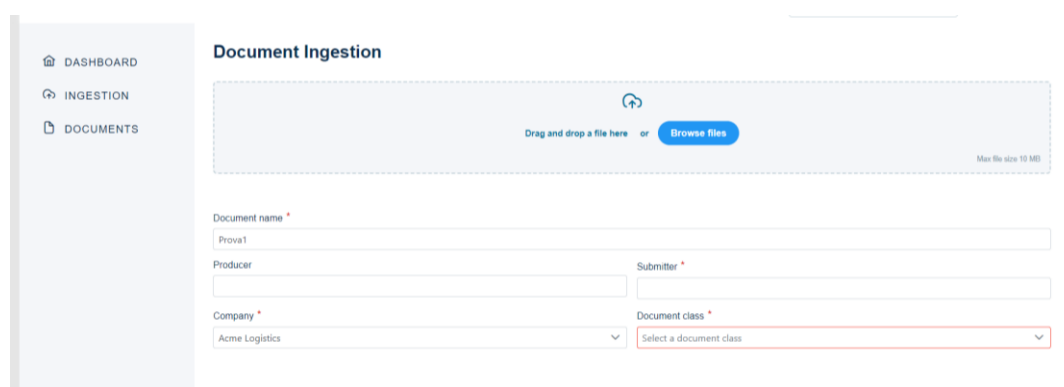 DASHBOARD
INGESTION
DOCUMENTS
Document Ingestion
Drag and drop a file here or Browse files
Max file size 10 MB
Document name *
Prova1
Producer
Submitter *
Company *
Document class *
Acme Logistics
Select a document class